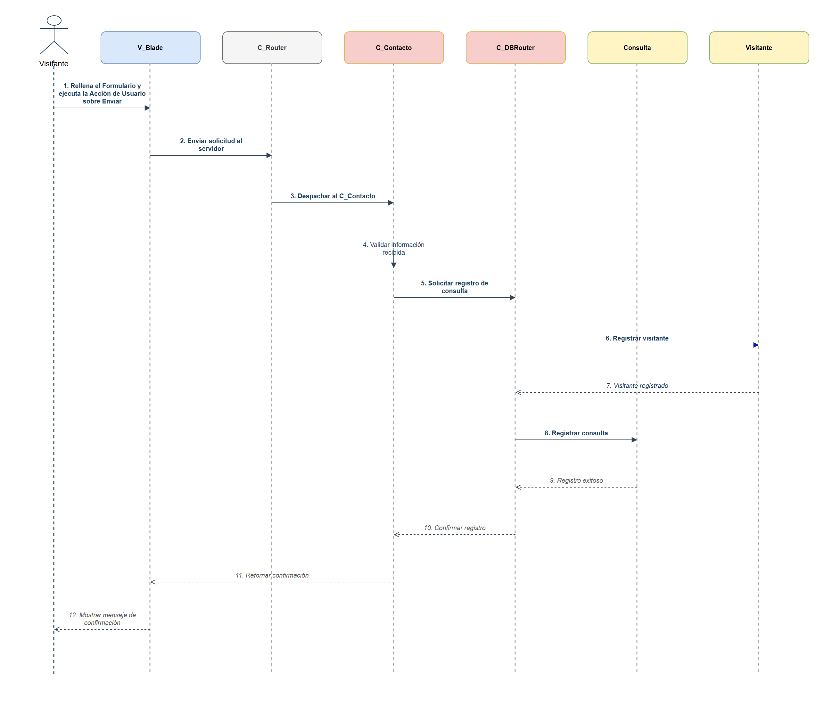 V_Blade
C_Router
C_Contacto
C_DBRouter
Consulta
Visitante
Visitante
1. Rellena el Formulario y
ejecuta la Acción de Usuario
sobre Enviar
2. Enviar solicitud al
servidor
3. Despachar al C_Contacto
4. Validar información
recibida
5. Solicitar registro de
consulta
6. Registrar visitante
7. Visitante registrado
8. Registrar consulta
9. Registro exitoso
10. Confirmar registro
11. Retornar confirmación
12. Mostrar mensaje de
confirmación